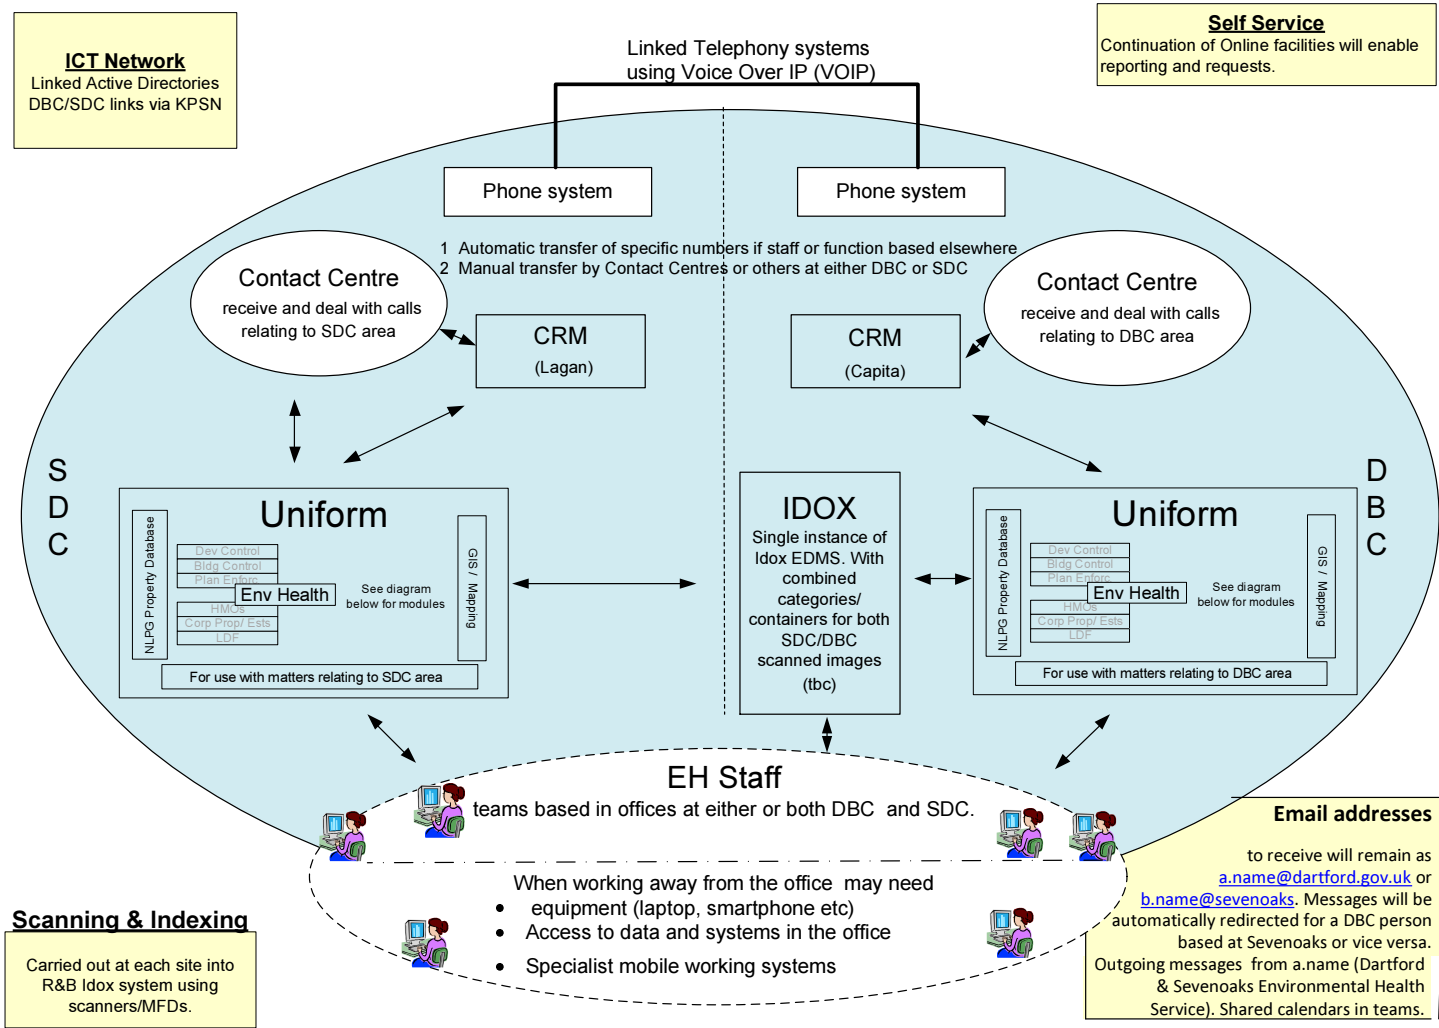 ICT Network
Linked Active Directories
DBC/SDC links via KPSN
Linked Telephony systems
using Voice Over IP (VOIP)
Self Service
Continuation of Online facilities will enable
reporting and requests.
Phone system
Phone system
1 Automatic transfer of specific numbers if staff or function based elsewhere
2 Manual transfer by Contact Centres or others at either DBC or SDC
Contact Centre
receive and deal with calls
relating to SDC area
CRM
(Lagan)
CRM
(Capita)
Contact Centre
receive and deal with calls
relating to DBC area
S
D
C
D
B
C
Uniform
NLPG Property Database
Dev Control
Bldg Control
Plan Enforc
Env Health
HMOs
Corp Prop/ Ests
LDF
See diagram
below for modules
GIS / Mapping
For use with matters relating to SDC area
IDOX
Single instance of
Idox EDMS. With
combined
categories/
containers for both
SDC/DBC
scanned images
(tbc)
Uniform
NLPG Property Database
Dev Control
Bldg Control
Plan Enforc
Env Health
HMOs
Corp Prop/ Ests
LDF
See diagram
below for modules
GIS / Mapping
For use with matters relating to DBC area
EH Staff
teams based in offices at either or both DBC and SDC.
When working away from the office may need
• equipment (laptop, smartphone etc)
• Access to data and systems in the office
• Specialist mobile working systems
Scanning & Indexing
Carried out at each site into
R&B Idox system using
scanners/MFDs.
Email addresses
to receive will remain as
a.name@dartford.gov.uk or
b.name@sevenoaks. Messages will be
automatically redirected for a DBC person
based at Sevenoaks or vice versa.
Outgoing messages from a.name (Dartford
& Sevenoaks Environmental Health
Service). Shared calendars in teams.